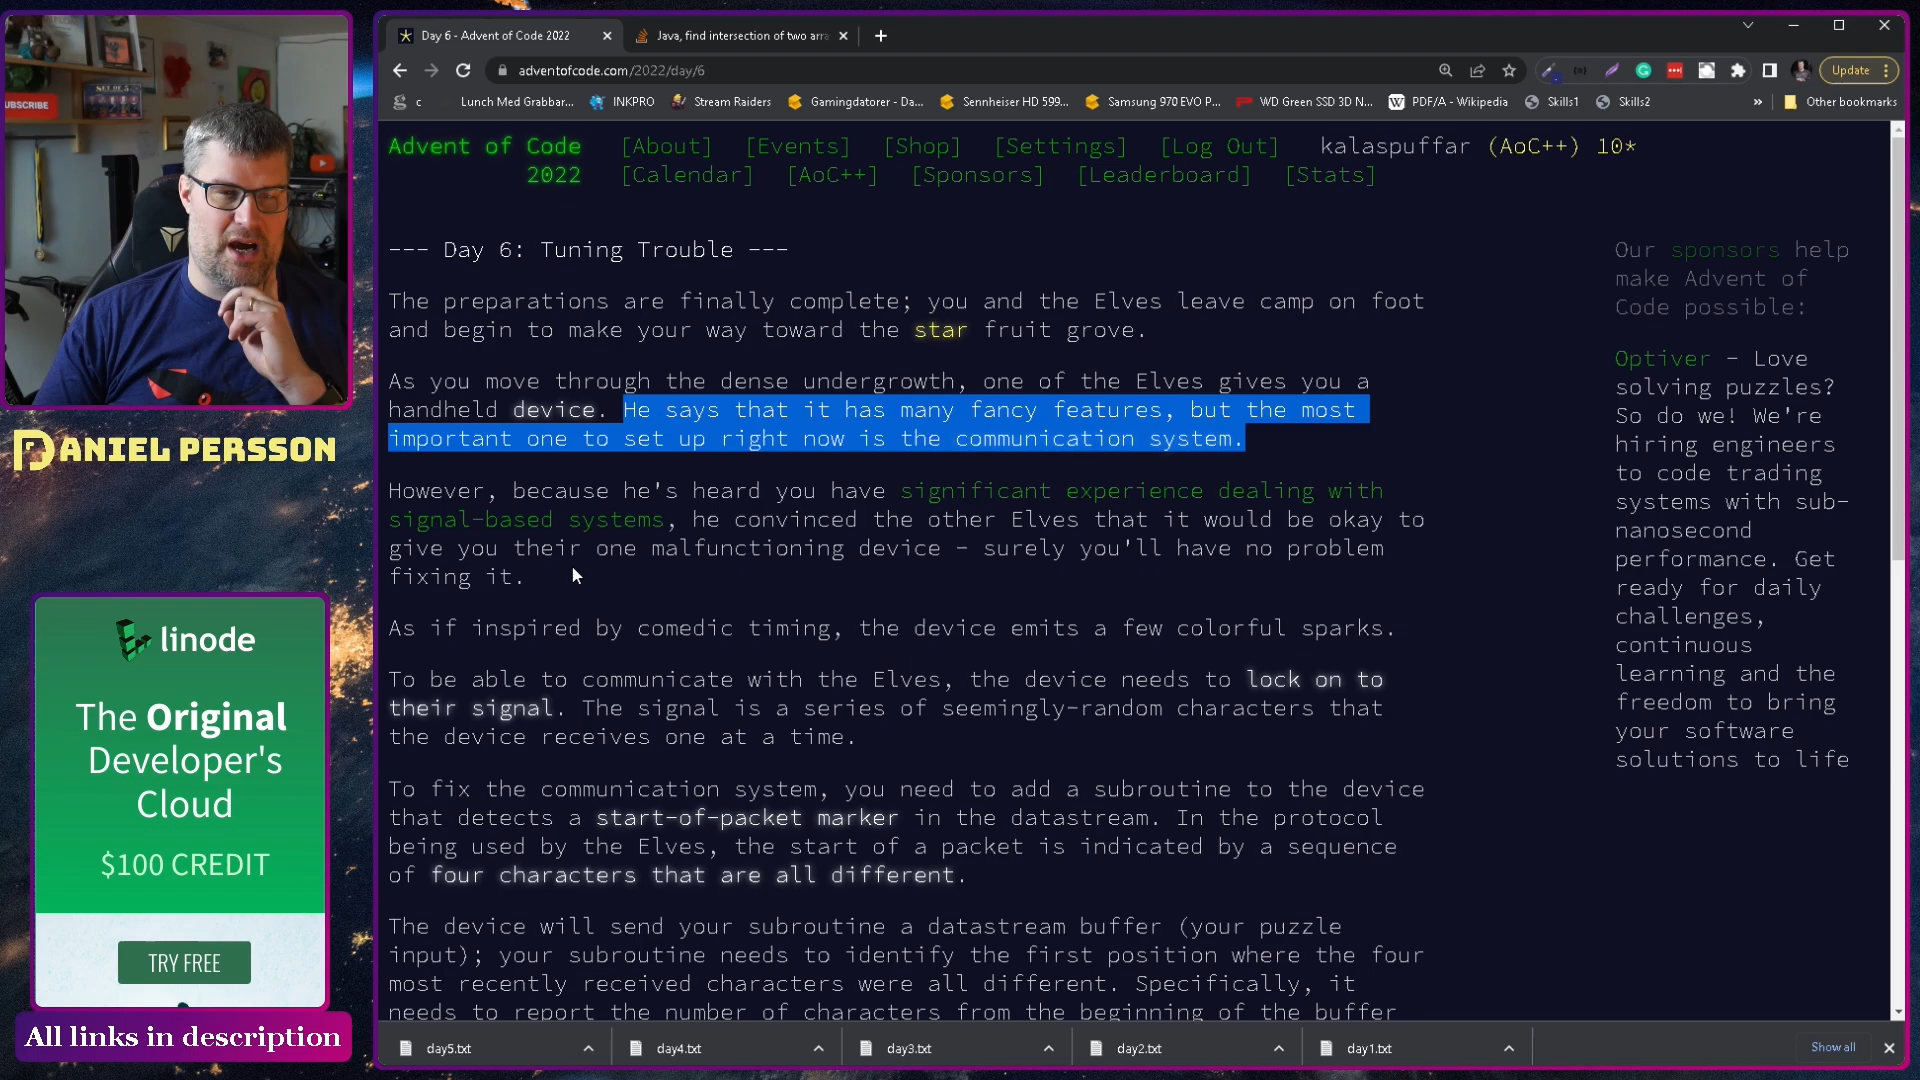 Day 6 - Advent of Code 2022
Java, find intersection of two arra
adventofcode.com/2022/day/6
Update
c
Lunch Med Grabbar...
INKPRO
Stream Raiders
Gamingdatorer - Da...
Sennheiser HD 599...
Samsung 970 EVO P...
WD Green SSD 3D N...
PDF/A - Wikipedia
Skills1
Skills2
»
Other bookmarks
Advent of Code [About] [Events] [Shop] [Settings] [Log Out] kalaspuffar (AoC++) 10*
2022 [Calendar] [AoC++] [Sponsors] [Leaderboard] [Stats]
--- Day 6: Tuning Trouble ---
The preparations are finally complete; you and the Elves leave camp on foot
and begin to make your way toward the star fruit grove.
As you move through the dense undergrowth, one of the Elves gives you a
handheld device. He says that it has many fancy features, but the most
important one to set up right now is the communication system.
However, because he's heard you have significant experience dealing with
signal-based systems, he convinced the other Elves that it would be okay to
give you their one malfunctioning device - surely you'll have no problem
fixing it.
As if inspired by comedic timing, the device emits a few colorful sparks.
To be able to communicate with the Elves, the device needs to lock on to
their signal. The signal is a series of seemingly-random characters that
the device receives one at a time.
To fix the communication system, you need to add a subroutine to the device
that detects a start-of-packet marker in the datastream. In the protocol
being used by the Elves, the start of a packet is indicated by a sequence
of four characters that are all different.
The device will send your subroutine a datastream buffer (your puzzle
input); your subroutine needs to identify the first position where the four
most recently received characters were all different. Specifically, it
needs to report the number of characters from the beginning of the buffer
Our sponsors help
make Advent of
Code possible:
Optiver - Love
solving puzzles?
So do we! We're
hiring engineers
to code trading
systems with sub-
nanosecond
performance. Get
ready for daily
challenges,
continuous
learning and the
freedom to bring
your software
solutions to life
day5.txt
day4.txt
day3.txt
day2.txt
day1.txt
Show all
SUBSCRIBE
DANIEL PERSSON
linode
The Original
Developer's
Cloud
$100 CREDIT
TRY FREE
All links in description